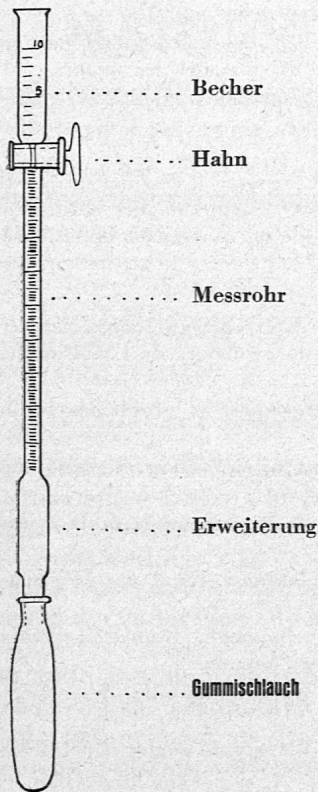 10
5
Becher
Hahn
Messrohr
Erweiterung
Gummischlauch